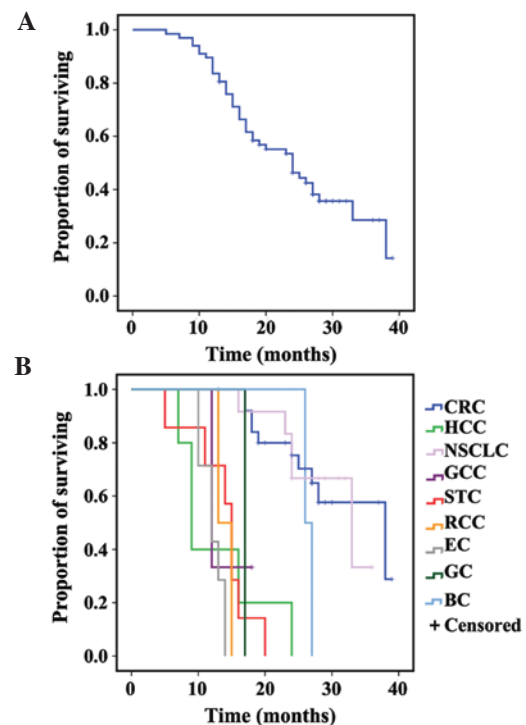 A
Proportion of surviving
1.0
0.8
0.6
0.4
0.2
0.0
0 10 20 30 40
Time (months)
B
Proportion of surviving
1.0
0.8
0.6
0.4
0.2
0.0
0 10 20 30 40
Time (months)
CRC
HCC
NSCLC
GCC
STC
RCC
EC
GC
BC
+ Censored